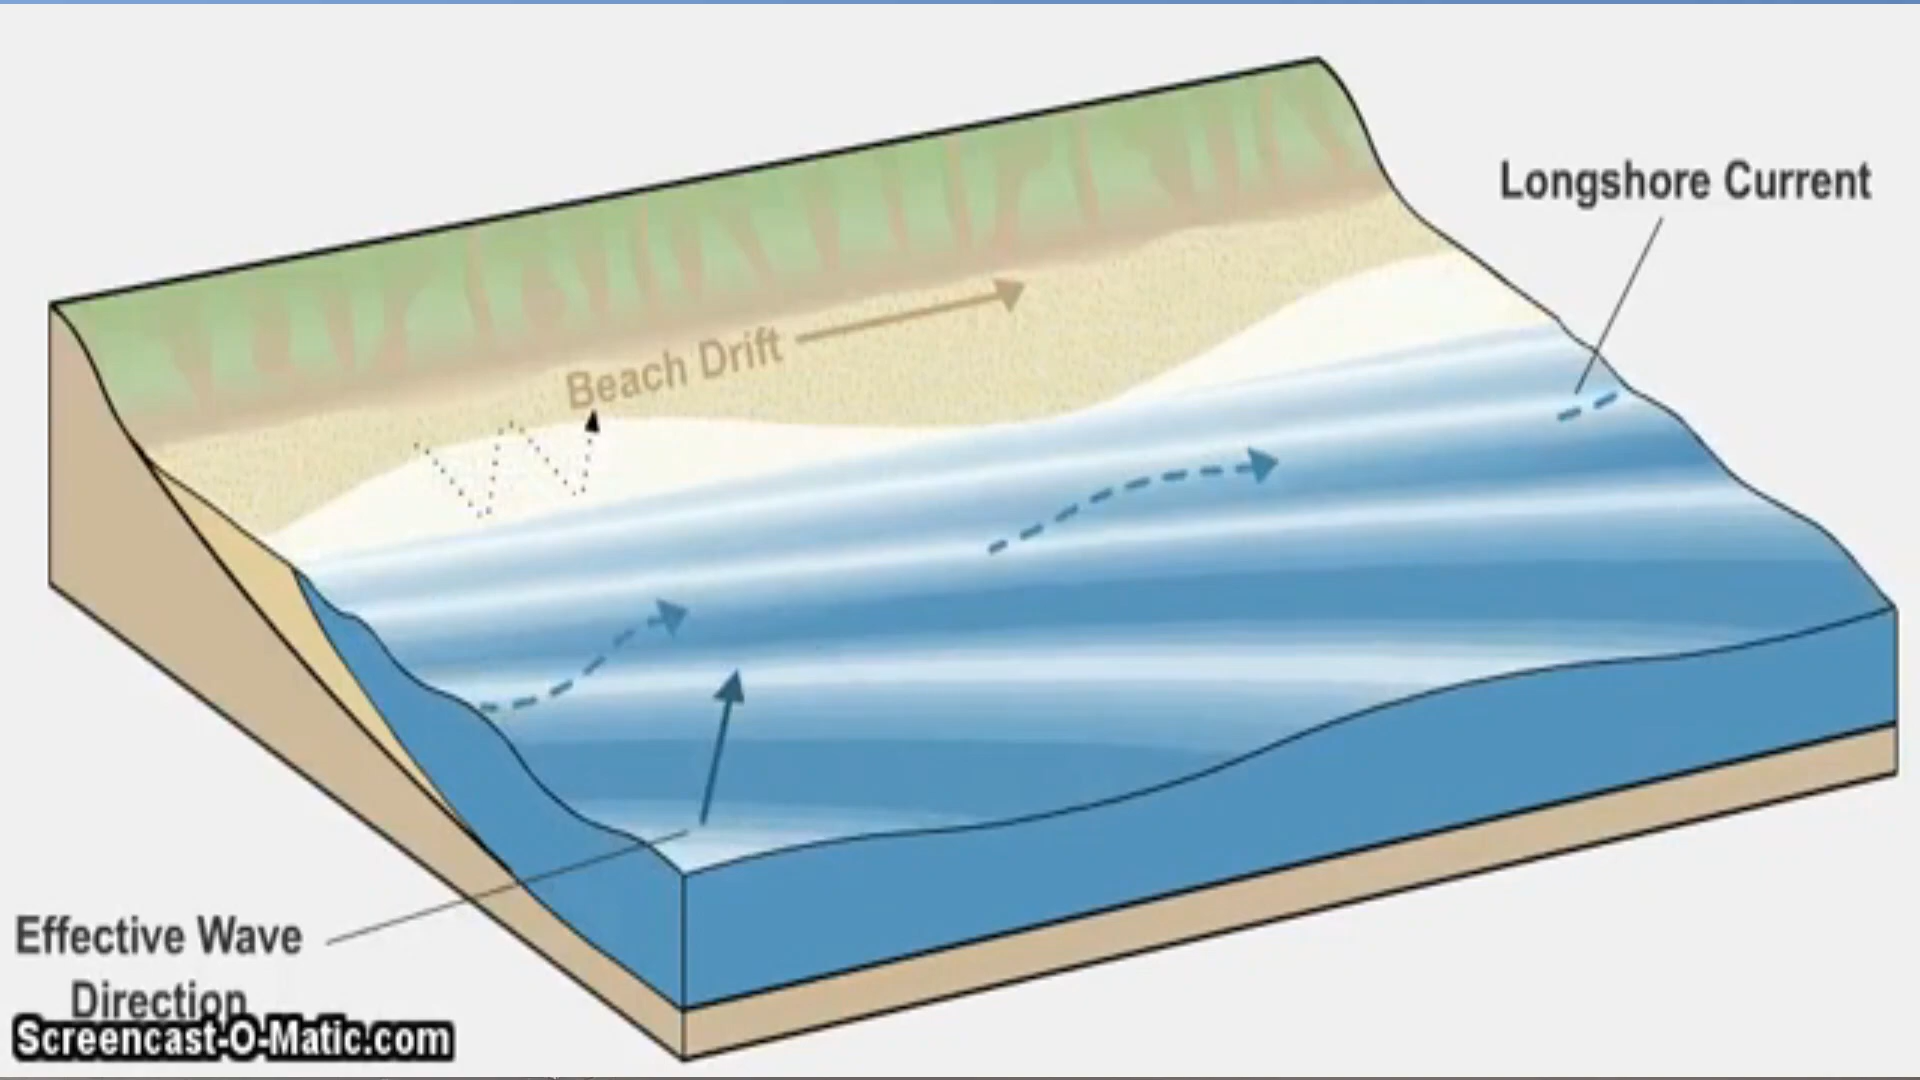 Longshore Current
Beach Drift
Effective Wave
Direction
Screencast-O-Matic.com